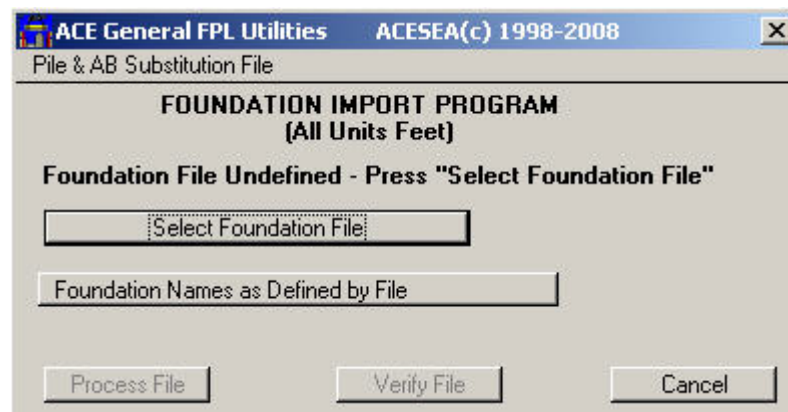 ACE General FPL Utilities ACESEA(c) 1998-2008
Pile & AB Substitution File
FOUNDATION IMPORT PROGRAM
(All Units Feet)
Foundation File Undefined - Press "Select Foundation File"
Select Foundation File
Foundation Names as Defined by File
Process File Verify File Cancel